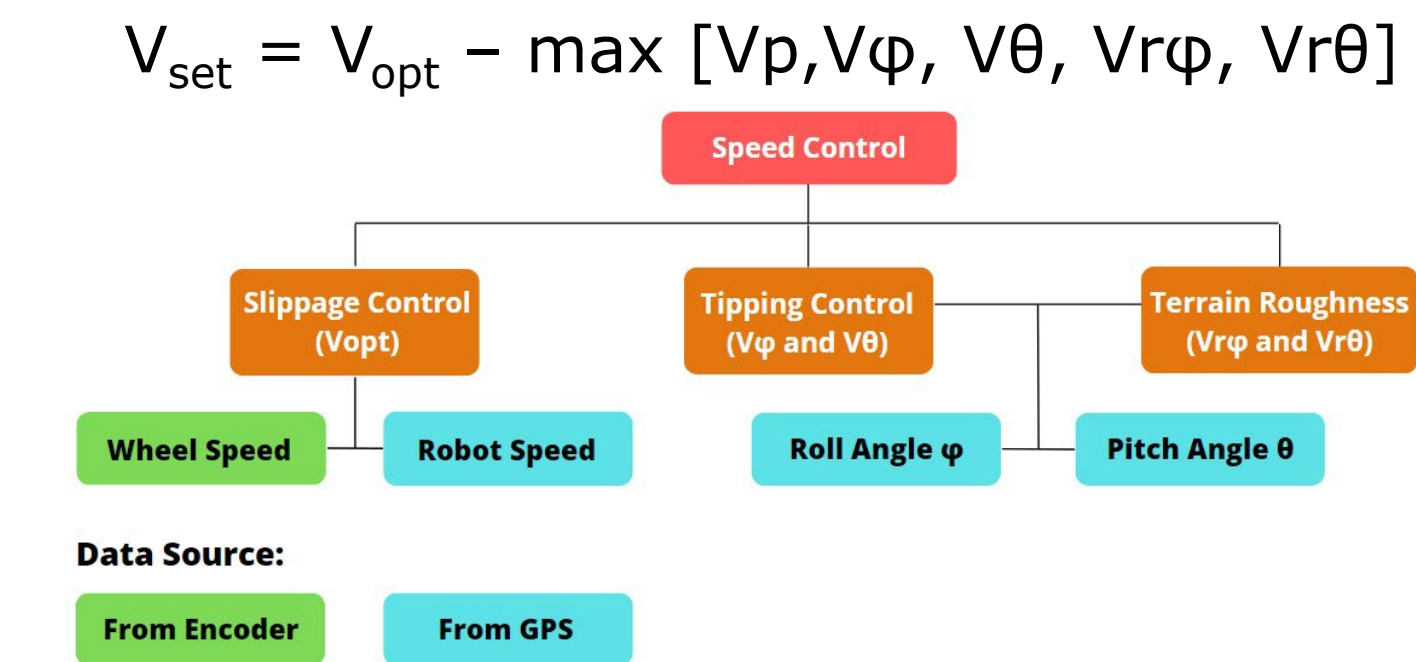 Vset = Vopt – max [Vp,Vφ, Vθ, Vrφ, Vrθ]
Speed Control
Slippage Control
(Vopt)
Tipping Control
(Vφ and Vθ)
Terrain Roughness
(Vrφ and Vrθ)
Wheel Speed
Robot Speed
Roll Angle φ
Pitch Angle θ
Data Source:
From Encoder
From GPS